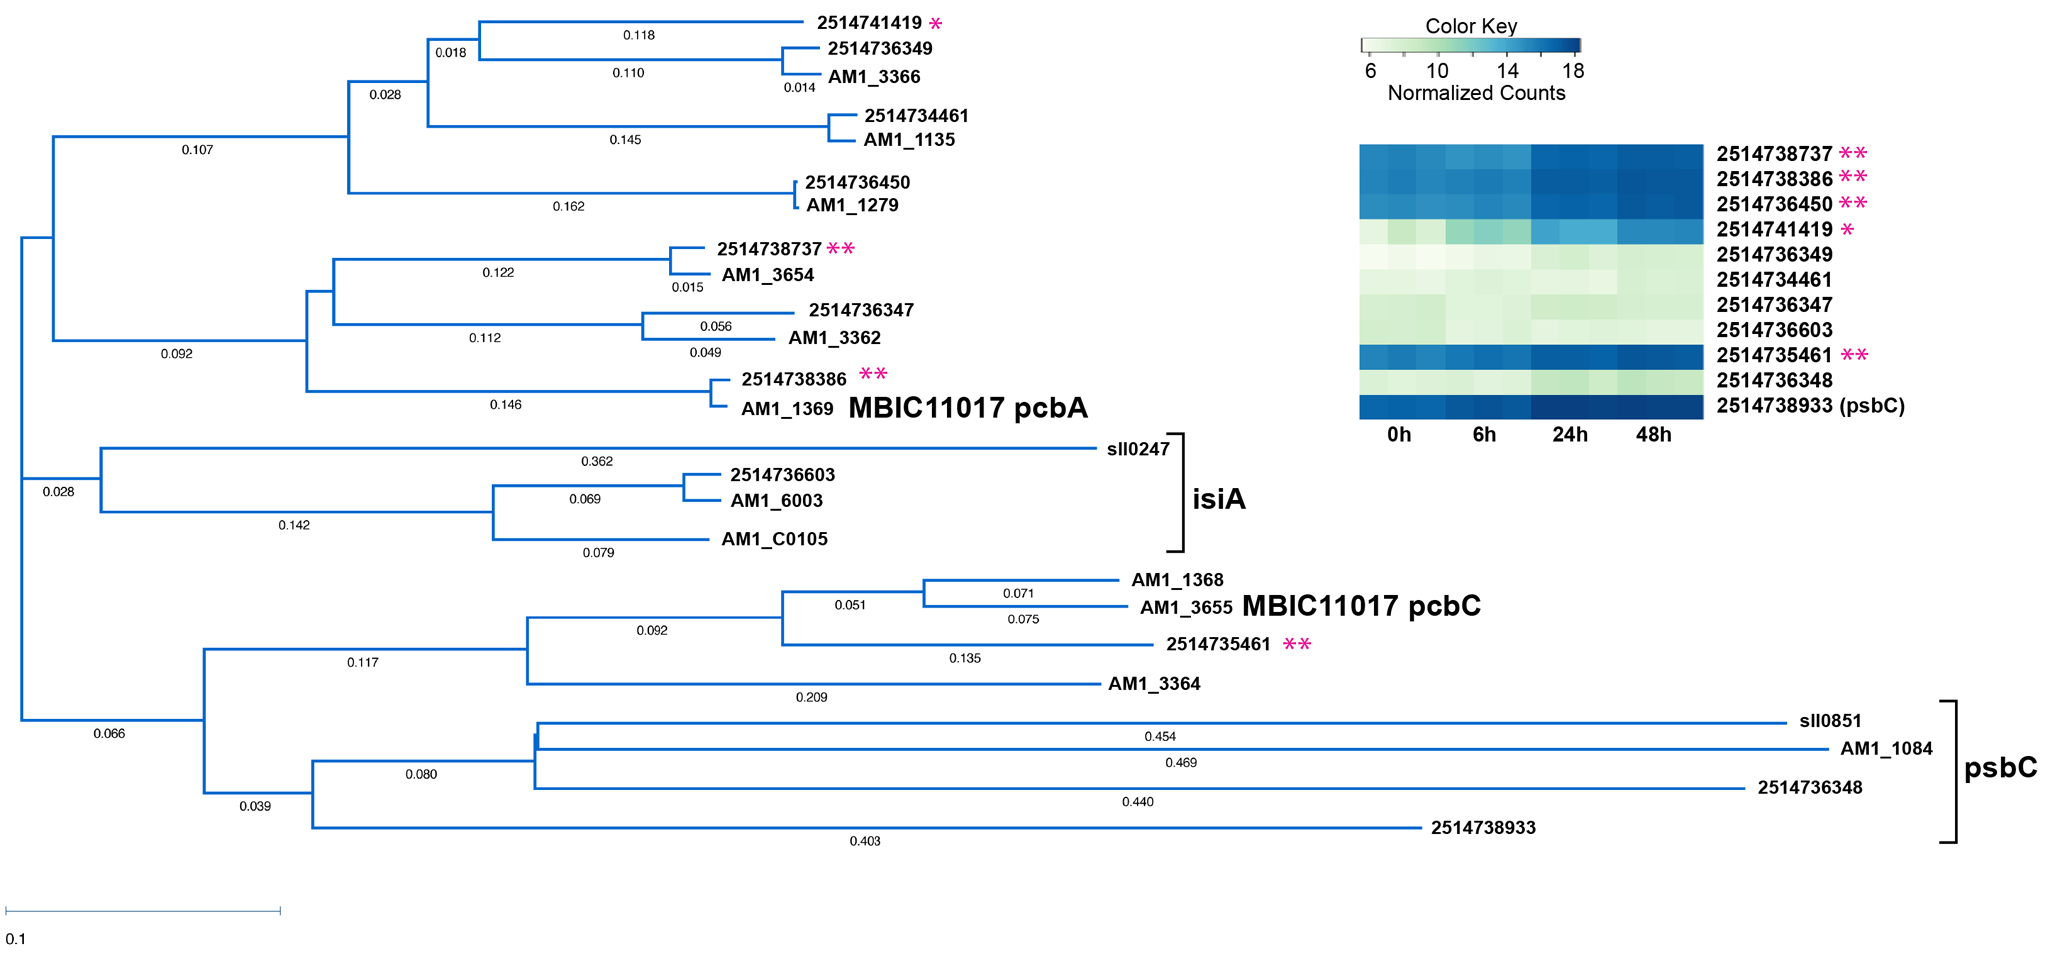 2514741419 *
0.118
0.018
2514736349
0.110
AM1_3366
0.014
0.028
2514734461
0.145
AM1_1135
0.107
2514736450
0.162
AM1_1279
2514738737 **
0.122
AM1_3654
0.015
2514736347
0.056
0.112
AM1_3362
0.049
0.092
2514738386 **
0.146
AM1_1369 MBIC11017 pcbA
sll0247
0.362
0.028
2514736603
0.069
AM1_6003
isiA
0.142
AM1_C0105
0.079
AM1_1368
0.071
0.051
AM1_3655 MBIC11017 pcbC
0.075
0.092
2514735461 **
0.135
0.117
AM1_3364
0.209
0.066
sll0851
0.454
AM1_1084
0.469
psbC
0.080
2514736348
0.440
0.039
2514738933
0.403
0.1
Color Key
6 10 14 18
Normalized Counts
2514738737 **
2514738386 **
2514736450 **
2514741419 *
2514736349
2514734461
2514736347
2514736603
2514735461 **
2514736348
2514738933 (psbC)
0h 6h 24h 48h